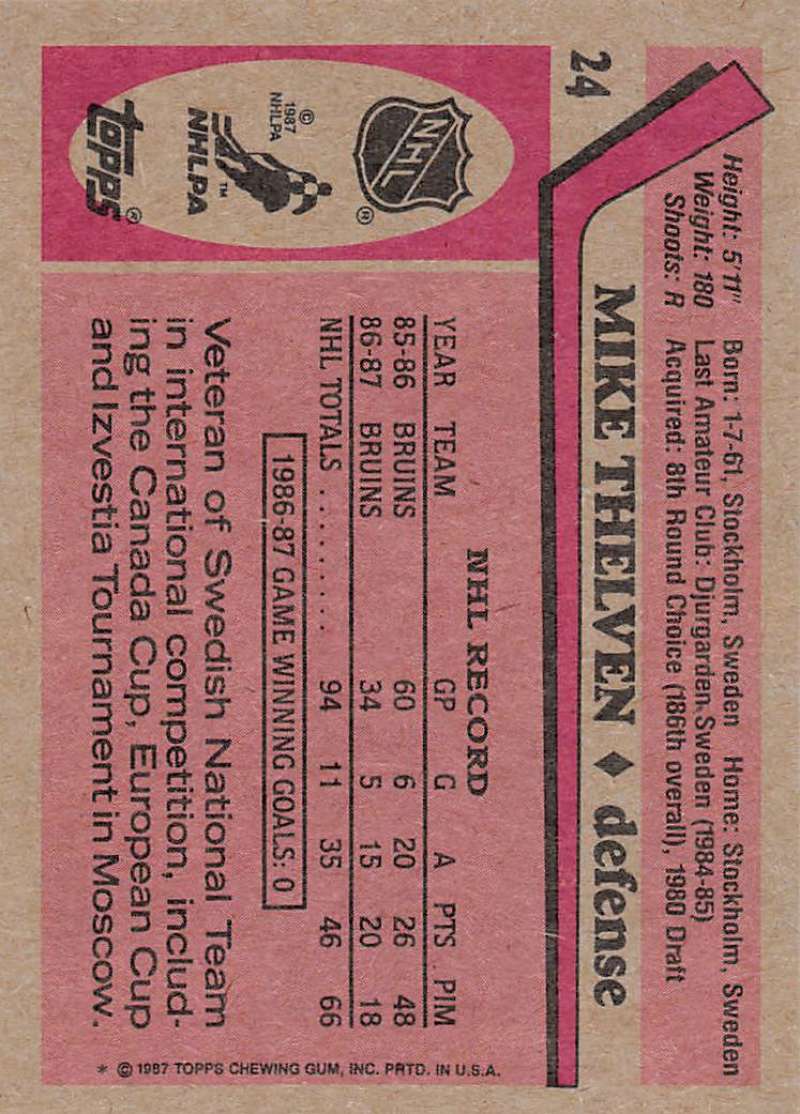 24
Height: 5'11" Born: 1-7-61, Stockholm, Sweden Home: Stockholm, Sweden
Weight: 180 Last Amateur Club: Djurgarden, Sweden (1984-85)
Shoots: R Acquired: 8th Round Choice (186th overall), 1980 Draft
MIKE THELVEN ♦ defense
NHL
®
© 1987
NHLPA
™
NHLPA
TOPPS ®
NHL RECORD
YEAR TEAM GP G A PTS. PIM
85-86 BRUINS 60 6 20 26 48
86-87 BRUINS 34 5 15 20 18
NHL TOTALS .......... 94 11 35 46 66
1986-87 GAME WINNING GOALS: 0
Veteran of Swedish National Team
in international competition, includ-
ing the Canada Cup, European Cup
and Izvestia Tournament in Moscow.
* © 1987 TOPPS CHEWING GUM, INC. PRTD. IN U.S.A.